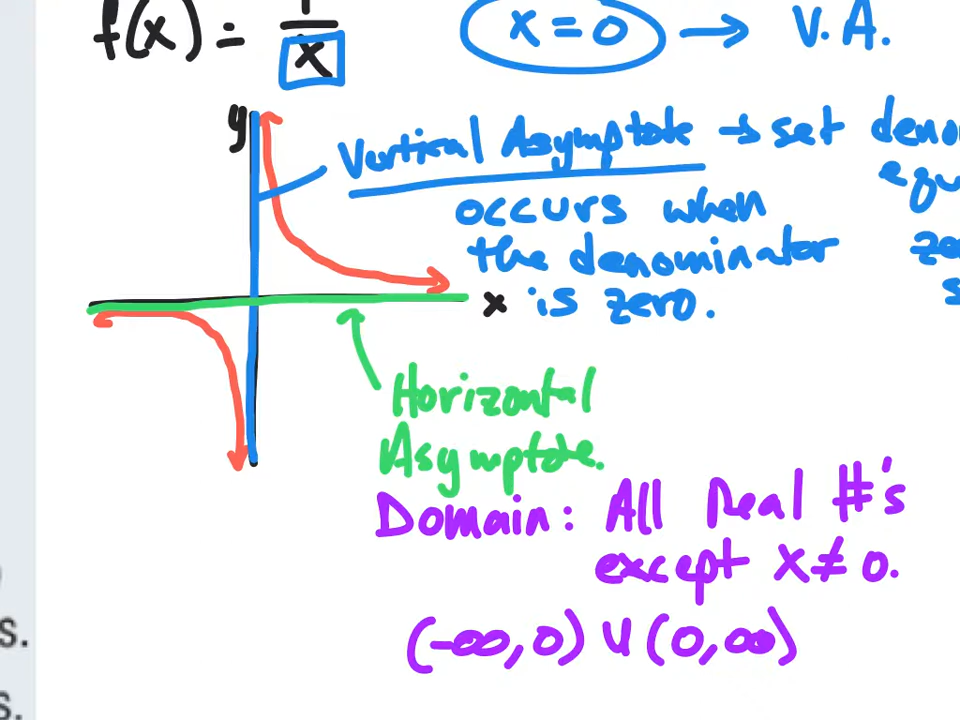 f(x) = 1/x x = 0 → V.A.
y
Vertical Asymptote → set
occurs when
the denominator
is zero.
x
Horizontal
Asymptote.
Domain: All Real #'s
except x ≠ 0.
(-∞, 0) ∪ (0, ∞)
s.
s.